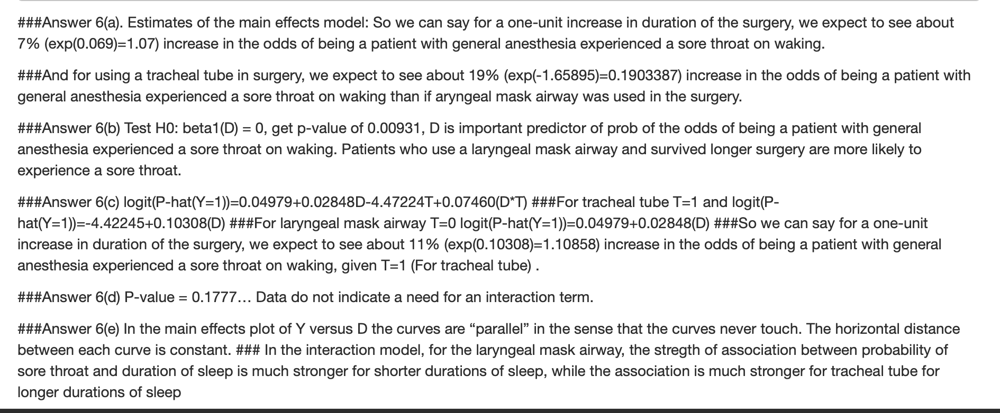 ###Answer 6(a). Estimates of the main effects model: So we can say for a one-unit increase in duration of the surgery, we expect to see about
7% (exp(0.069)=1.07) increase in the odds of being a patient with general anesthesia experienced a sore throat on waking.
###And for using a tracheal tube in surgery, we expect to see about 19% (exp(-1.65895)=0.1903387) increase in the odds of being a patient with
general anesthesia experienced a sore throat on waking than if aryngeal mask airway was used in the surgery.
###Answer 6(b) Test H0: beta1(D) = 0, get p-value of 0.00931, D is important predictor of prob of the odds of being a patient with general
anesthesia experienced a sore throat on waking. Patients who use a laryngeal mask airway and survived longer surgery are more likely to
experience a sore throat.
###Answer 6(c) logit(P-hat(Y=1))=0.04979+0.02848D-4.47224T+0.07460(D*T) ###For tracheal tube T=1 and logit(P-
hat(Y=1))=-4.42245+0.10308(D) ###For laryngeal mask airway T=0 logit(P-hat(Y=1))=0.04979+0.02848(D) ###So we can say for a one-unit
increase in duration of the surgery, we expect to see about 11% (exp(0.10308)=1.10858) increase in the odds of being a patient with general
anesthesia experienced a sore throat on waking, given T=1 (For tracheal tube) .
###Answer 6(d) P-value = 0.1777… Data do not indicate a need for an interaction term.
###Answer 6(e) In the main effects plot of Y versus D the curves are “parallel” in the sense that the curves never touch. The horizontal distance
between each curve is constant. ### In the interaction model, for the laryngeal mask airway, the stregth of association between probability of
sore throat and duration of sleep is much stronger for shorter durations of sleep, while the association is much stronger for tracheal tube for
longer durations of sleep